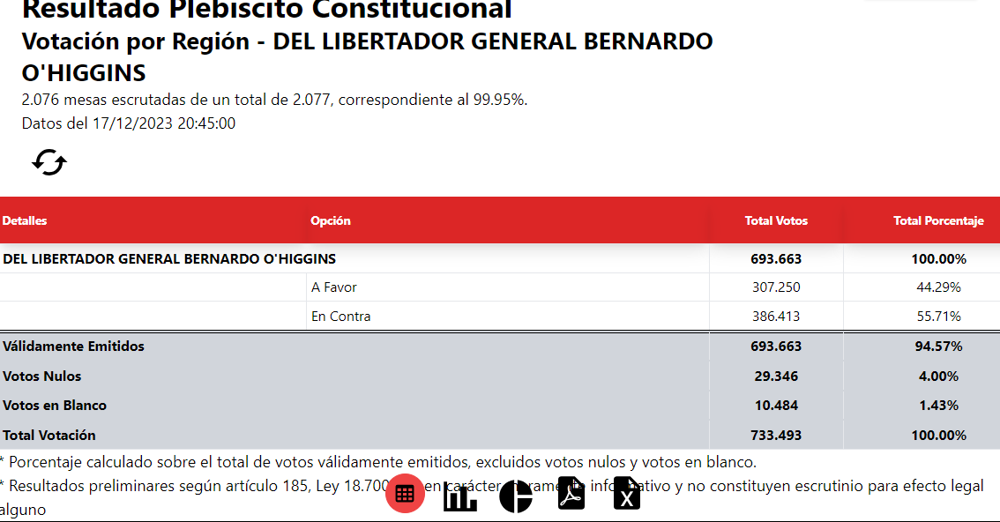 Resultado Plebiscito Constitucional
Votación por Región - DEL LIBERTADOR GENERAL BERNARDO
O'HIGGINS
2.076 mesas escrutadas de un total de 2.077, correspondiente al 99.95%.
Datos del 17/12/2023 20:45:00
Detalles Opción Total Votos Total Porcentaje
DEL LIBERTADOR GENERAL BERNARDO O'HIGGINS 693.663 100.00%
A Favor 307.250 44.29%
En Contra 386.413 55.71%
Válidamente Emitidos 693.663 94.57%
Votos Nulos 29.346 4.00%
Votos en Blanco 10.484 1.43%
Total Votación 733.493 100.00%
* Porcentaje calculado sobre el total de votos válidamente emitidos, excluidos votos nulos y votos en blanco.
* Resultados preliminares según artículo 185, Ley 18.700 en carácter y no constituyen escrutinio para efecto legal
alguno